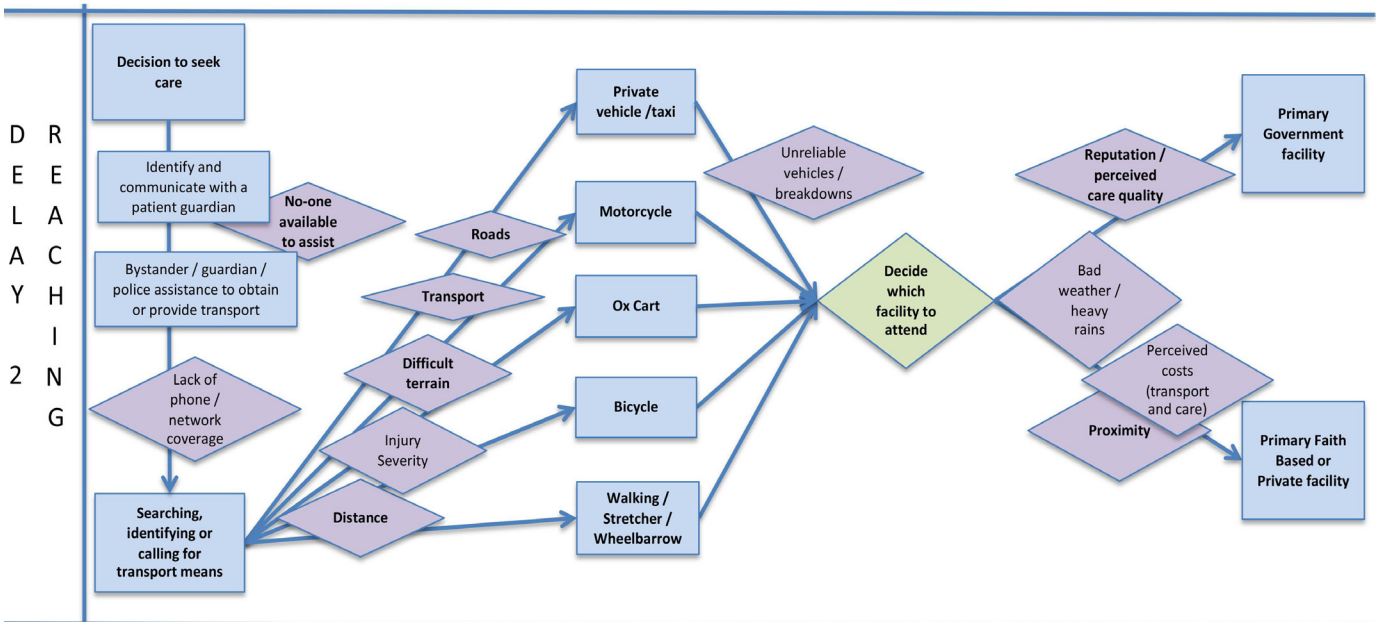 DELAY 2
REACHING
Decision to seek
care
Identify and
communicate with a
patient guardian
No-one
available
to assist
Bystander / guardian /
police assistance to obtain
or provide transport
Lack of
phone /
network
coverage
Searching,
identifying or
calling for
transport means
Roads
Transport
Difficult
terrain
Injury
Severity
Distance
Private
vehicle /taxi
Motorcycle
Ox Cart
Bicycle
Walking /
Stretcher /
Wheelbarrow
Unreliable
vehicles /
breakdowns
Decide
which
facility to
attend
Reputation /
perceived
care quality
Bad
weather /
heavy
rains
Perceived
costs
(transport
and care)
Proximity
Primary
Government
facility
Primary Faith
Based or
Private facility